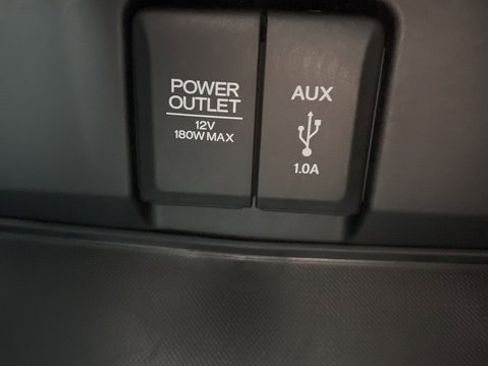 POWER
OUTLET
12V
180W MAX
AUX
1.0A